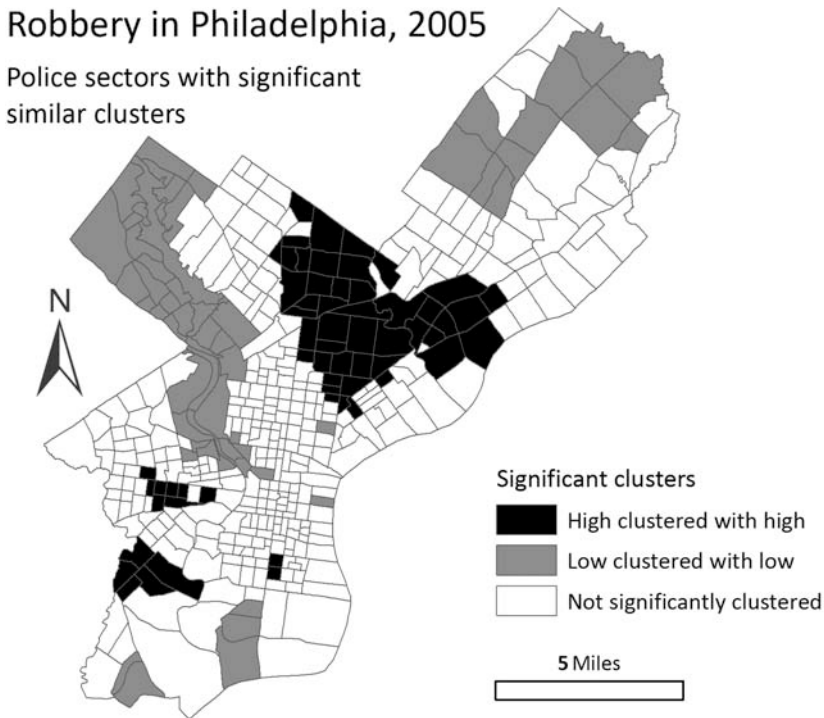 Robbery in Philadelphia, 2005
Police sectors with significant
similar clusters
N
Significant clusters
High clustered with high
Low clustered with low
Not significantly clustered
5 Miles